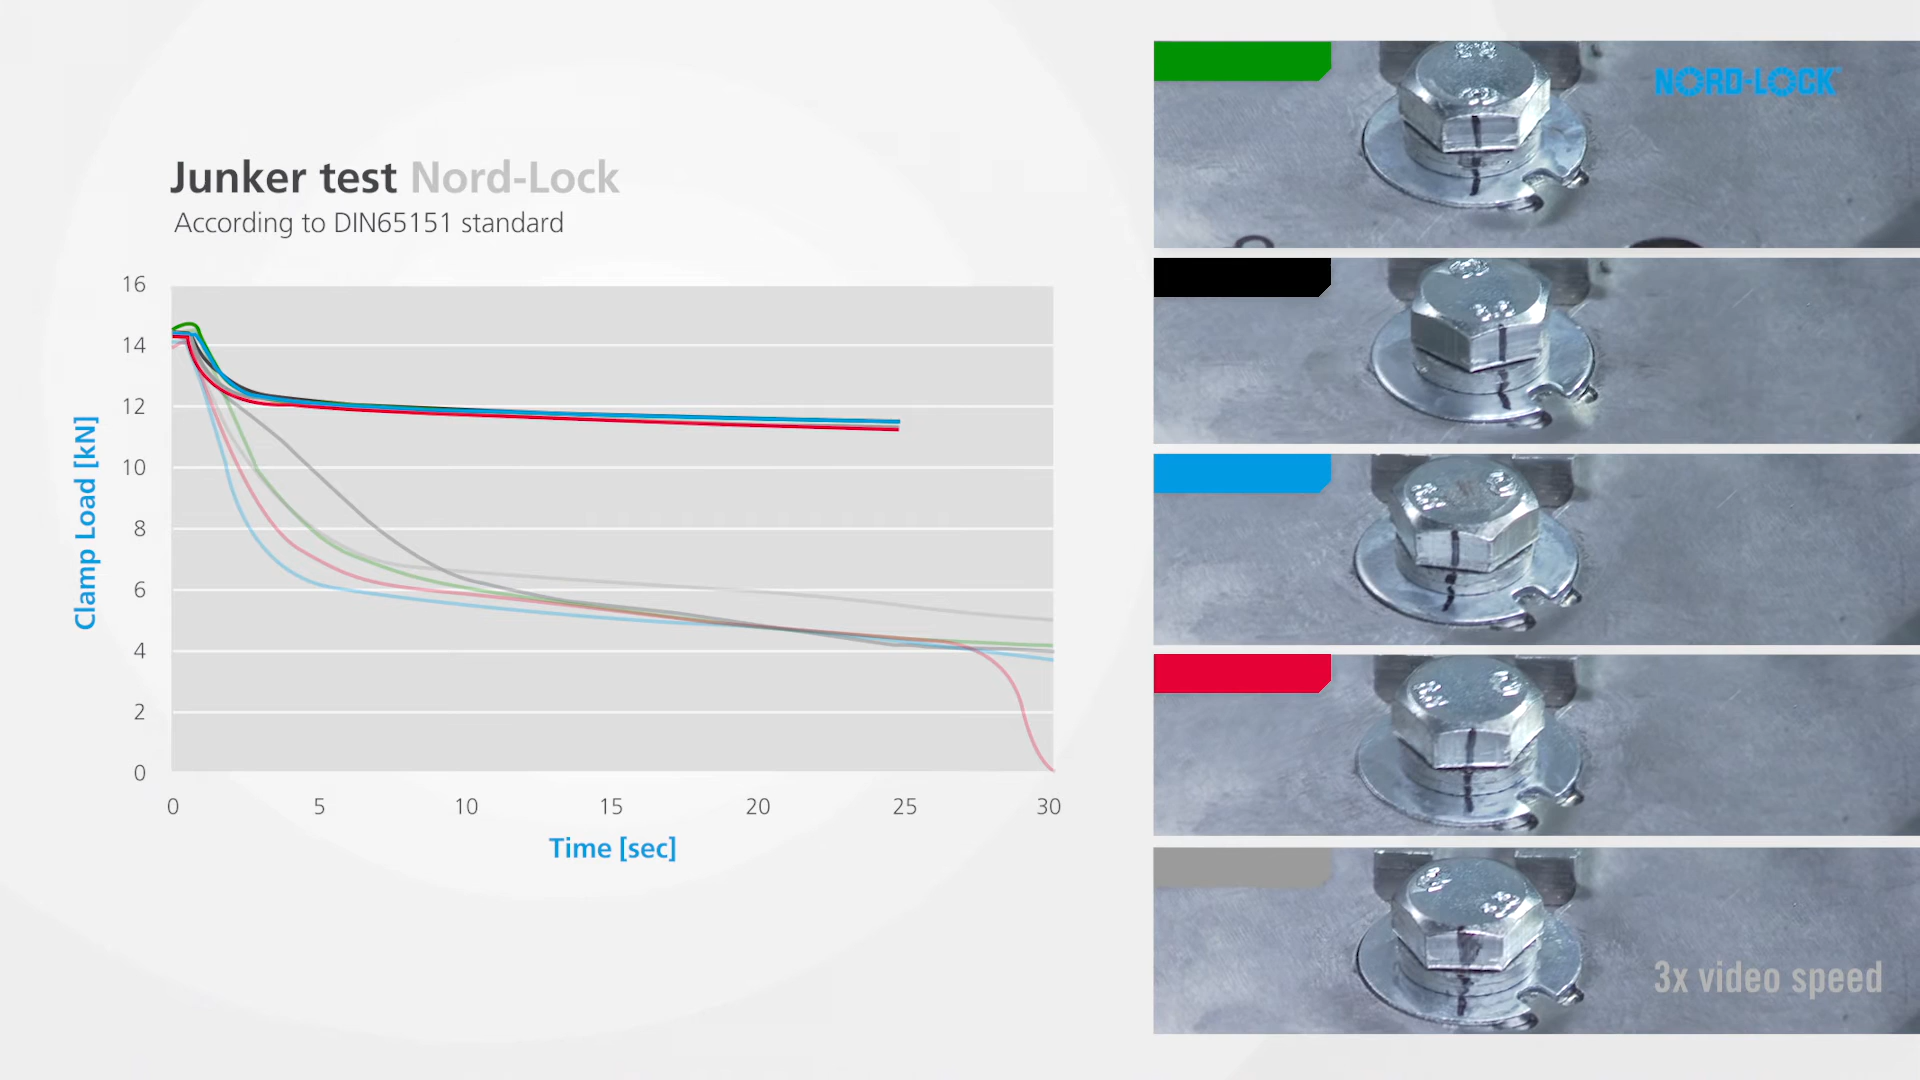 Junker test Nord-Lock
According to DIN65151 standard
16
14
12
10
8
6
4
2
0
Clamp Load [kN]
0 5 10 15 20 25 30
Time [sec]
NORD-LOCK
3x video speed